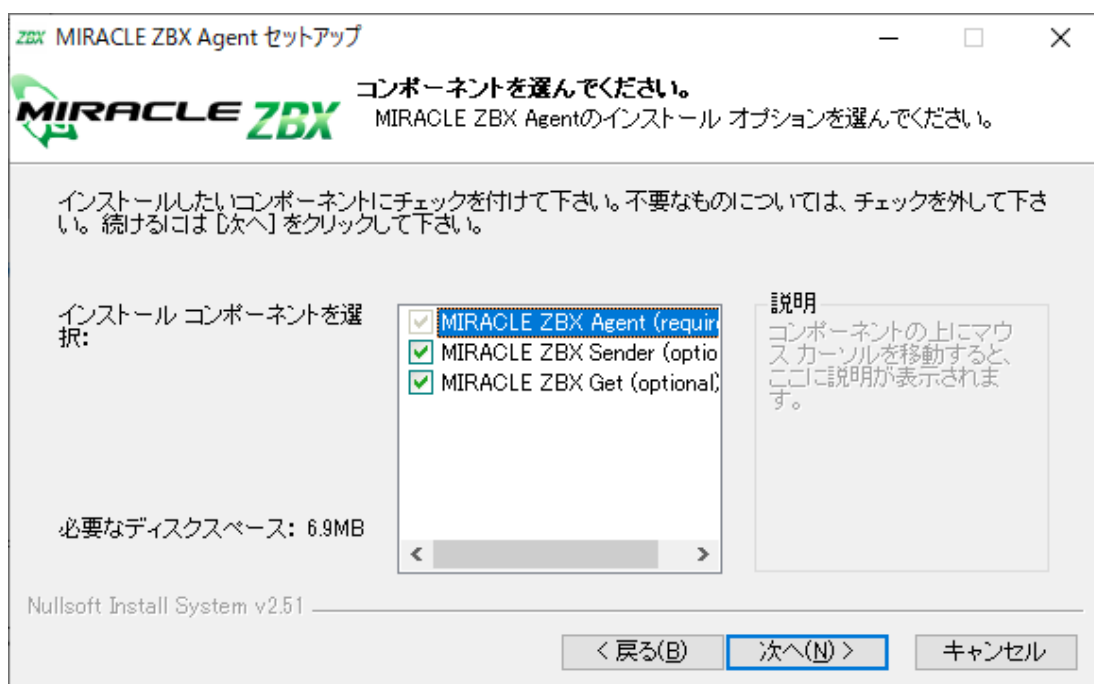 ZBX MIRACLE ZBX Agent セットアップ
MIRACLE ZBX
コンポーネントを選んでください。
MIRACLE ZBX Agentのインストール オプションを選んでください。
インストールしたいコンポーネントにチェックを付けて下さい。不要なものについては、チェックを外して下さ
い。 続けるには [次へ] をクリックして下さい。
インストール コンポーネントを選
択:
MIRACLE ZBX Agent (require
MIRACLE ZBX Sender (optio
MIRACLE ZBX Get (optional)
説明
コンポーネントの上にマウ
ス カーソルを移動すると、
ここに説明が表示されま
す。
必要なディスクスペース: 6.9MB
Nullsoft Install System v2.51
< 戻る(B)
次へ(N) >
キャンセル